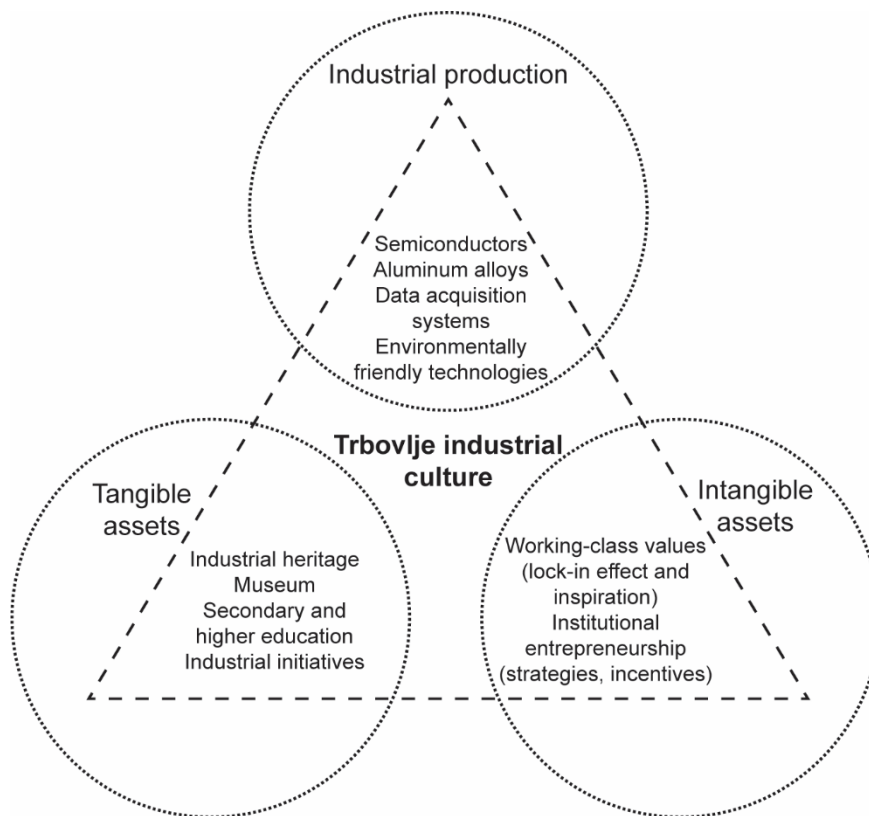 Industrial production
Semiconductors
Aluminum alloys
Data acquisition
systems
Environmentally
friendly technologies
Trbovlje industrial
culture
Tangible
assets
Industrial heritage
Museum
Secondary and
higher education
Industrial initiatives
Intangible
assets
Working-class values
(lock-in effect and
inspiration)
Institutional
entrepreneurship
(strategies, incentives)